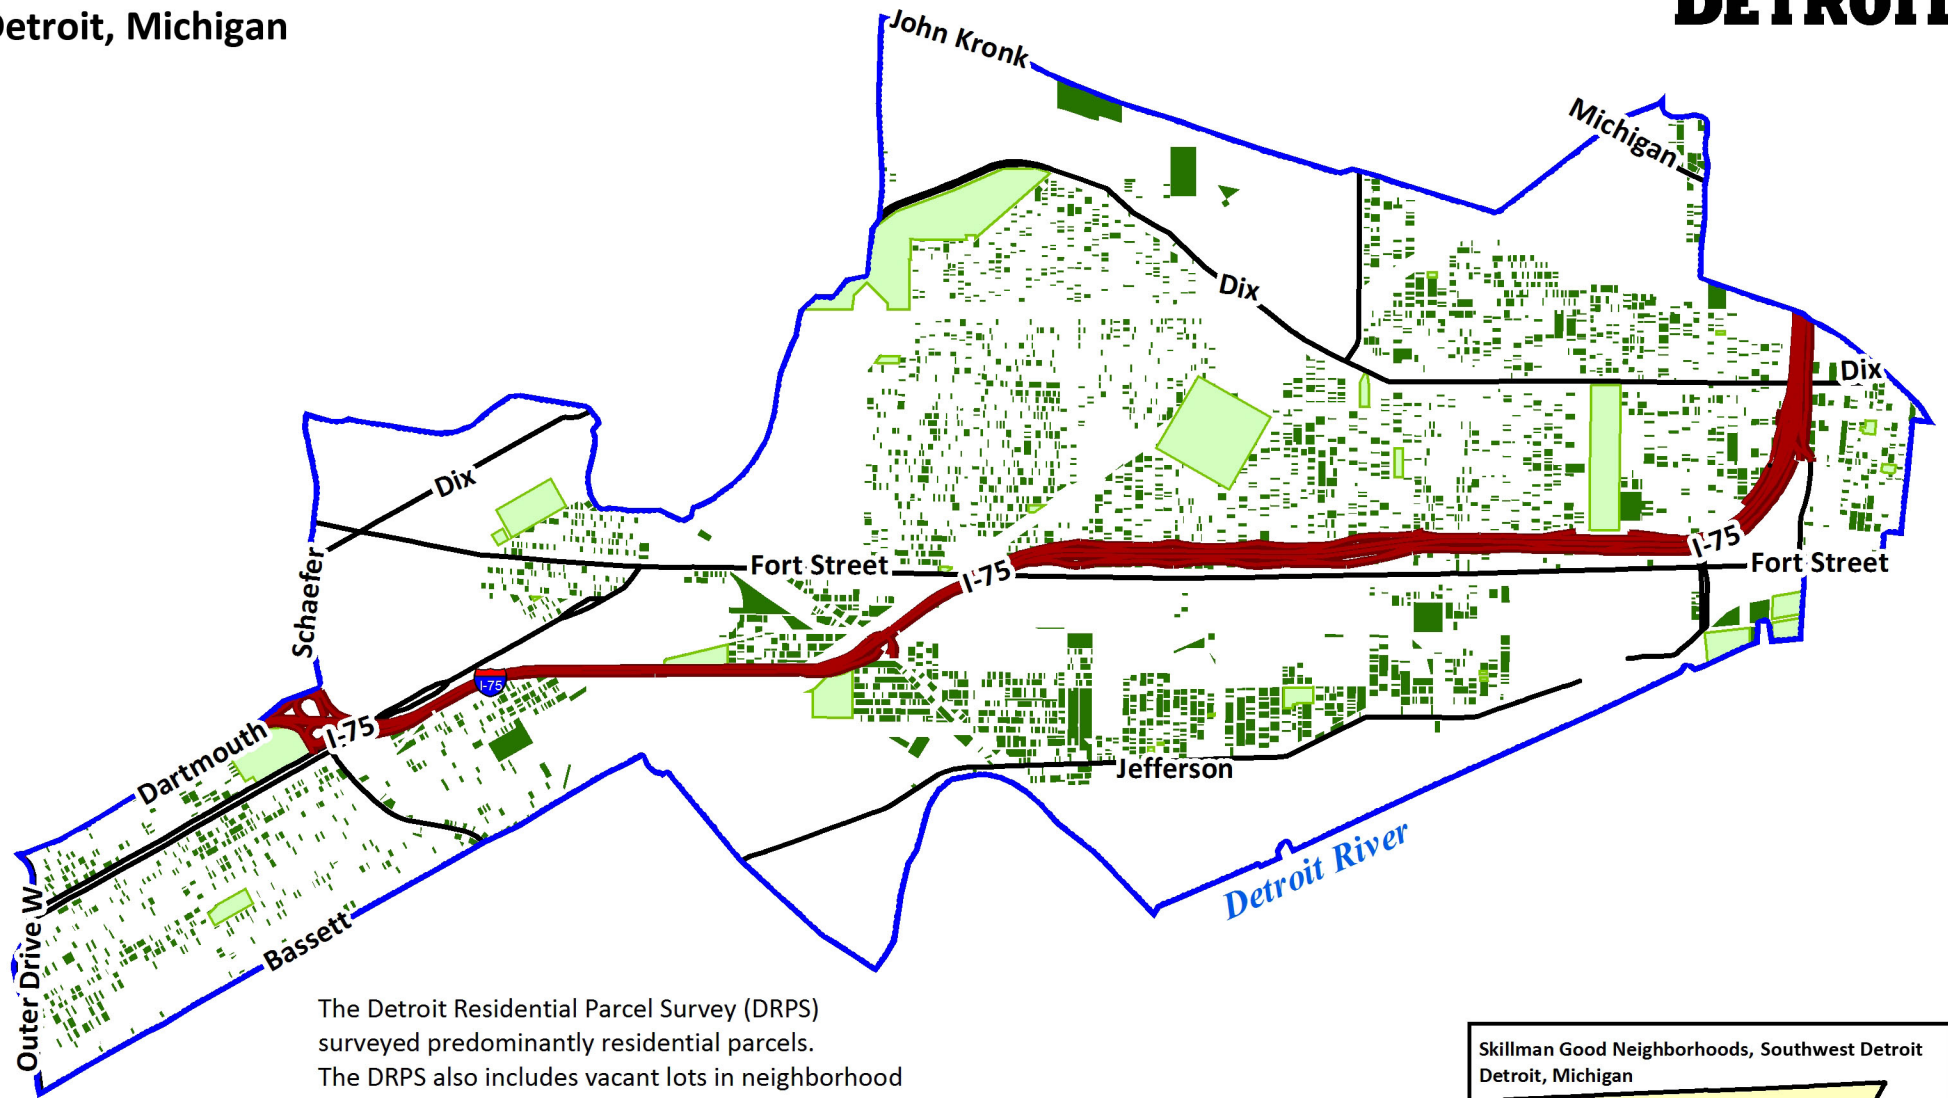 Detroit, Michigan
DETROIT
John Kronk
Michigan
Dix
Dix
Dix
Schaefer
Fort Street
I-75
I-75
Fort Street
I-75
I-75
Dartmouth
Jefferson
Detroit River
Outer Drive W
Bassett
The Detroit Residential Parcel Survey (DRPS)
surveyed predominantly residential parcels.
The DRPS also includes vacant lots in neighborhood
Skillman Good Neighborhoods, Southwest Detroit
Detroit, Michigan